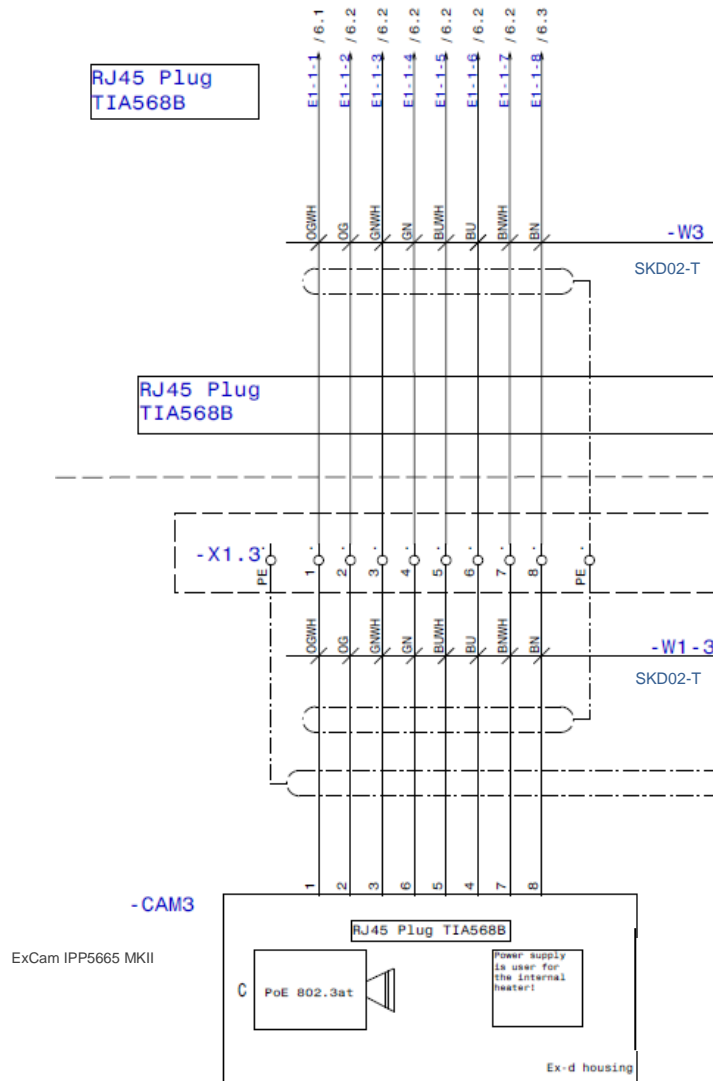 /6.1 /6.2 /6.2 /6.2 /6.2 /6.2 /6.2 /6.3
E1-1-1 E1-1-2 E1-1-3 E1-1-4 E1-1-5 E1-1-6 E1-1-7 E1-1-8
RJ45 Plug
TIA568B
OGWH OG GNWH GN BUWH BU BNWH BN
-W3
SKD02-T
RJ45 Plug
TIA568B
-X1.3
PE 1 2 3 4 5 6 7 8 PE
OGWH OG GNWH GN BUWH BU BNWH BN
-W1-3
SKD02-T
1 2 3 6 5 4 7 8
-CAM3
RJ45 Plug TIA568B
ExCam IPP5665 MKII
C
PoE 802.3at
Power supply
is user for
the internal
heater!
Ex-d housing